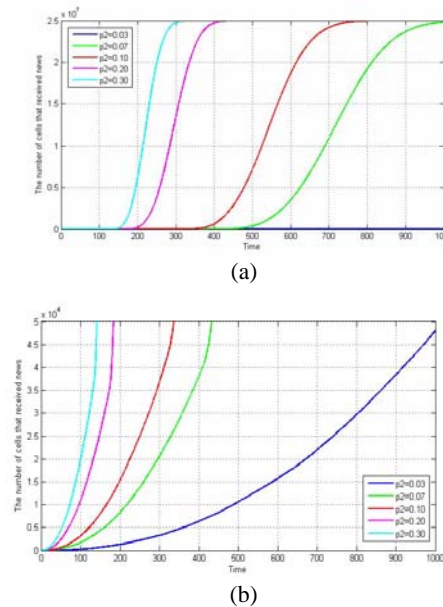 x 10⁷
2.5
2
1.5
1
0.5
0
The number of cells that received news
p2=0.03
p2=0.07
p2=0.10
p2=0.20
p2=0.30
0 100 200 300 400 500 600 700 800 900 1000
Time
(a)
x 10⁴
5
4.5
4
3.5
3
2.5
2
1.5
1
0.5
0
The number of cells that received news
p2=0.03
p2=0.07
p2=0.10
p2=0.20
p2=0.30
0 100 200 300 400 500 600 700 800 900 1000
Time
(b)